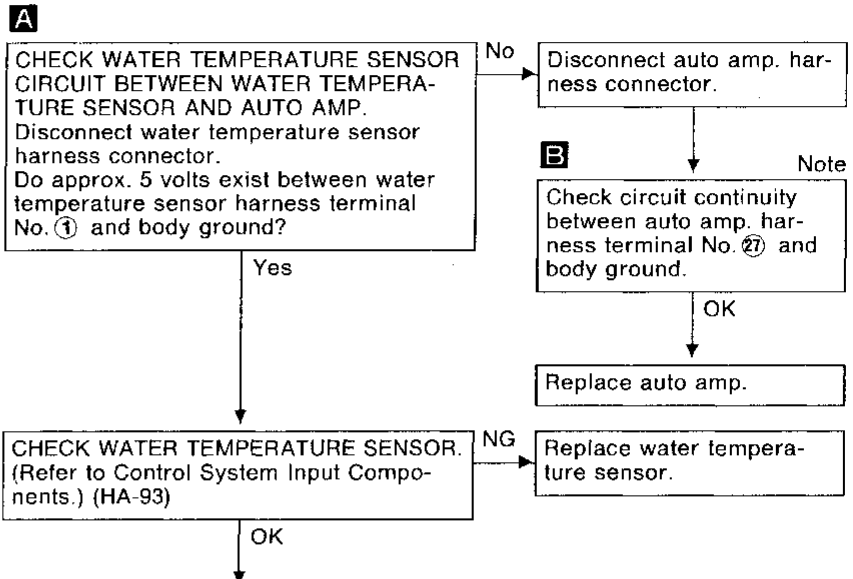 A
CHECK WATER TEMPERATURE SENSOR
CIRCUIT BETWEEN WATER TEMPERA-
TURE SENSOR AND AUTO AMP.
Disconnect water temperature sensor
harness connector.
Do approx. 5 volts exist between water
temperature sensor harness terminal
No. ① and body ground?
No
Disconnect auto amp. har-
ness connector.
B
Note
Check circuit continuity
between auto amp. har-
ness terminal No. ㉗ and
body ground.
OK
Replace auto amp.
Yes
CHECK WATER TEMPERATURE SENSOR.
(Refer to Control System Input Compo-
nents.) (HA-93)
NG
Replace water tempera-
ture sensor.
OK